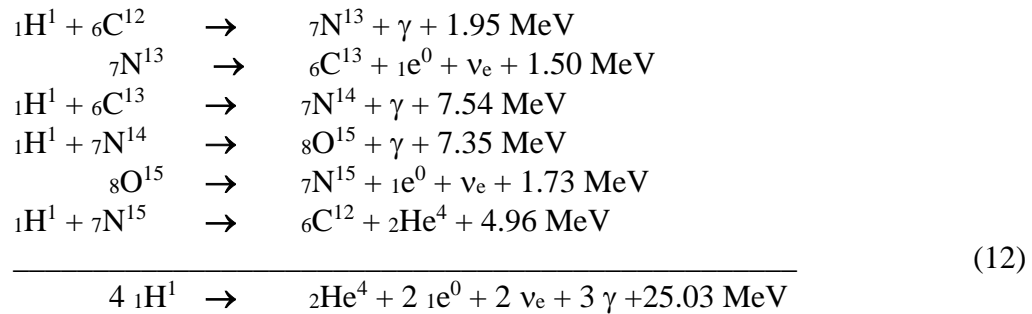 ₁H¹ + ₆C¹² → ₇N¹³ + γ + 1.95 MeV
₇N¹³ → ₆C¹³ + ₁e⁰ + νₑ + 1.50 MeV
₁H¹ + ₆C¹³ → ₇N¹⁴ + γ + 7.54 MeV
₁H¹ + ₇N¹⁴ → ₈O¹⁵ + γ + 7.35 MeV
₈O¹⁵ → ₇N¹⁵ + ₁e⁰ + νₑ + 1.73 MeV
₁H¹ + ₇N¹⁵ → ₆C¹² + ₂He⁴ + 4.96 MeV
(12)
4 ₁H¹ → ₂He⁴ + 2 ₁e⁰ + 2 νₑ + 3 γ +25.03 MeV